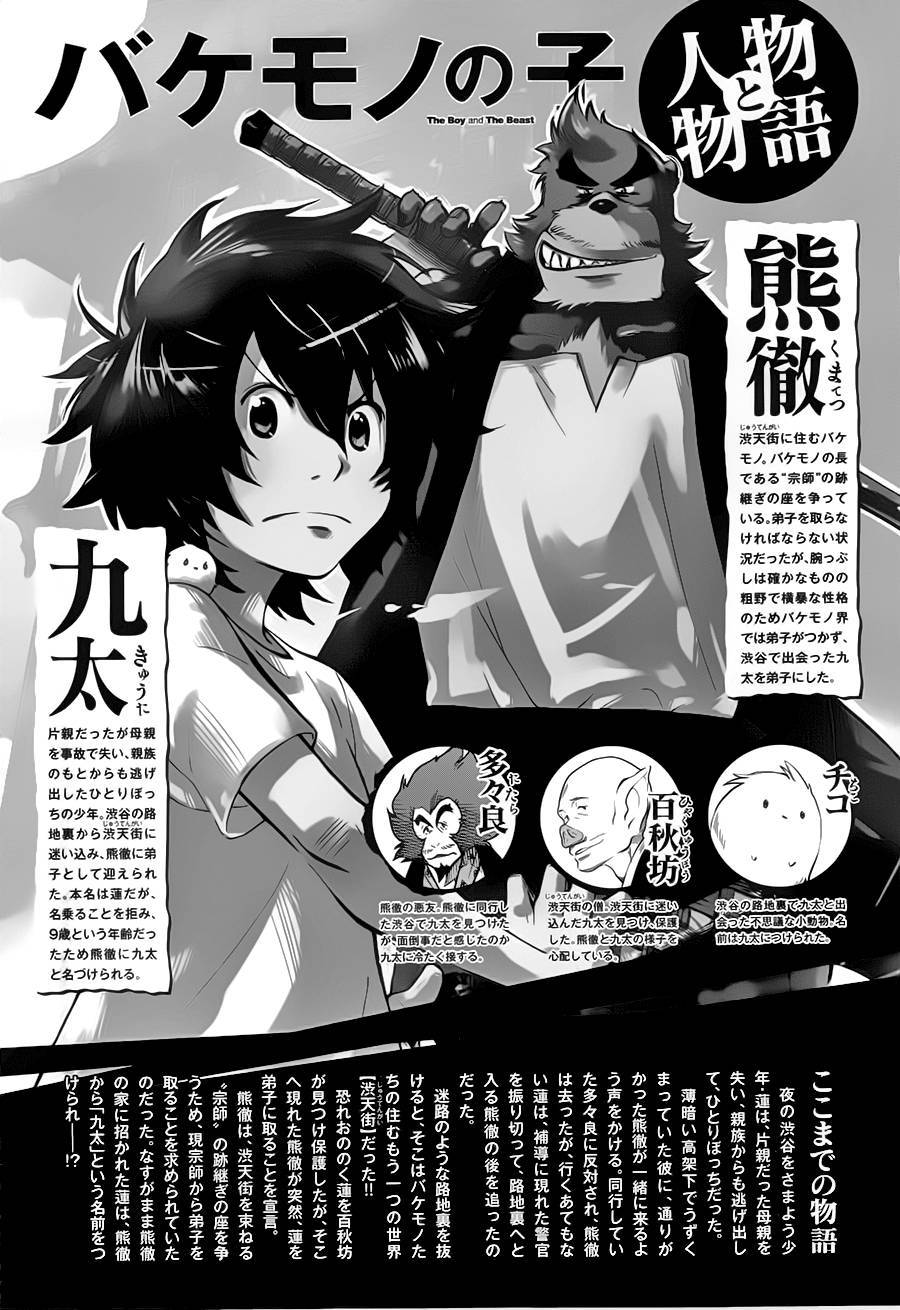 バケモノの子
The Boy and The Beast
人物と
物語
熊徹
くまてつ
渋天街に住むバケ
じゅうてんがい
モノ。バケモノの長
である“宗師”の跡
継ぎの座を争って
いる。弟子を取らな
ければならない状
況だったが、腕っぷ
しは確かなものの
粗野で横暴な性格
のためバケモノ界
では弟子がつかず、
渋谷で出会った九
太を弟子にした。
九太
きゅうた
片親だったが母親
を事故で失い、親族
のもとからも逃げ
出したひとりぼっ
ちの少年。渋谷の路
地裏から渋天街に
じゅうてんがい
迷い込み、熊徹に弟
子として迎えられ
た。本名は蓮だが、
名乗ることを拒み、
9歳という年齢だっ
たため熊徹に九太
と名づけられる。
多々良
たたら
熊徹の悪友。熊徹に同行し
た渋谷で九太を見つけた
が、面倒事だと感じたのか
九太に冷たく接する。
百秋坊
ひゃくしゅうぼう
渋天街の僧。渋天街に迷い
じゅうてんがい
込んだ九太を見つけ、保護
した。熊徹と九太の様子を
心配している。
チコ
ちこ
渋谷の路地裏で九太と出
会った不思議な小動物。名
前は九太につけられた。
ここまでの物語
夜の渋谷をさまよう少
年・蓮は、片親だった母親を
失い、親族からも逃げ出し
て、ひとりぼっちだった。
薄暗い高架下でうずく
まっていた彼に、通りが
かった熊徹が一緒に来るよ
う声をかける。同行してい
た多々良に反対され、熊徹
は去ったが、行くあてもな
い蓮は、補導に現れた警官
を振り切って、路地裏へと
入る熊徹の後を追ったの
だった。
迷路のような路地裏を抜
けると、そこはバケモノた
ちの住むもう一つの世界
【渋天街】だった!!
じゅうてんがい
恐れおののく蓮を百秋坊
が見つけ保護したが、そこ
へ現れた熊徹が突然、蓮を
弟子に取ることを宣言。
熊徹は、渋天街を束ねる
〝宗師〟の跡継ぎの座を争
うため、現宗師から弟子を
取ることを求められていた
のだった。なすがまま熊徹
の家に招かれた蓮は、熊徹
から「九太」という名前をつ
けられ――!?